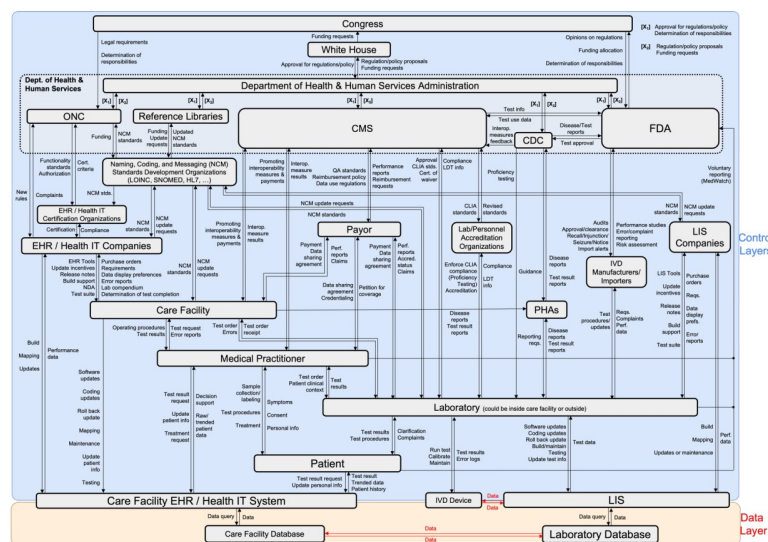 Congress
Legal requirements
Determination of
responsibilities
Funding requests
White House
Approval for regulations/policy
Regulation/policy proposals
Funding requests
Opinions on regulations
Funding allocation
Determination of responsibilities
[X₁] Approval for regulations/policy
Determination of responsibilities
[X₂] Regulation/policy proposals
Funding requests
Dept. of Health &
Human Services
Department of Health & Human Services Administration
[X₁] [X₂]
[X₁] [X₂]
[X₁] [X₂]
[X₁] [X₂]
[X₁] [X₂]
ONC
Reference Libraries
CMS
Test info
Test use data
Interop.
measures
feedback
CDC
Disease/Test
reports
Test approval
FDA
Funding
NCM
standards
Funding
Update
requests
Updated
NCM
standards
Naming, Coding, and Messaging (NCM)
Standards Development Organizations
(LOINC, SNOMED, HL7, ...)
Functionality
standards
Authorization
Cert.
criteria
New
rules
Complaints
NCM stds.
EHR / Health IT
Certification Organizations
Certification
Compliance
EHR / Health IT Companies
NCM
standards
NCM
update
requests
Promoting
interoperability
measures
& payments
Interop.
measure
results
QA standards
Reimbursement policy
Data use regulations
Performance
reports
Reimbursement
requests
Approval
CLIA stds.
Cert. of
waiver
Compliance
LDT info
Proficiency
testing
Voluntary
reporting
(MedWatch)
NCM update requests
NCM standards
Payor
CLIA
standards
Revised
standards
Lab/Personnel
Accreditation
Organizations
Audits
Approval/clearance
Recall/Injunction/
Seizure/Notice
Import alerts
Performance studies
Error/complaint
reporting
Risk assessment
NCM
standards
NCM update
requests
LIS
Companies
Control
Layers
Promoting
interoperability
measures
& payments
Interop.
measure
results
Payment
Data
sharing
agreement
Perf.
reports
Claims
Payment
Data
sharing
agreement
Perf.
reports
Accred.
status
Claims
EHR Tools
Update incentives
Release notes
Build support
NDA
Test suite
Purchase orders
Requirements
Data display preferences
Error reports
Lab compendium
Determination of test completion
NCM
standards
NCM
update
requests
Data sharing
agreement
Credentialing
Petition for
coverage
Enforce CLIA
compliance
(Proficiency
Testing)
Accreditation
Compliance
LDT
info
Guidance
Disease
reports
Test result
reports
IVD
Manufacturers/
Importers
LIS Tools
Update
incentives
Release
notes
Build
support
Test suite
Purchase
orders
Reqs.
Data
display
prefs.
Error
reports
Care Facility
PHAs
Operating procedures
Test results
Test request
Error reports
Test order
Errors
Test order
receipt
Disease
reports
Test result
reports
Reporting
reqs.
Disease
reports
Test result
reports
Test
procedures/
updates
Reqs.
Complaints
Perf.
data
Build
Mapping
Updates
Performance
data
Medical Practitioner
Software
updates
Coding
updates
Roll back
update
Mapping
Maintenance
Update
patient
info
Testing
Test result
request
Update
patient info
Treatment
request
Decision
support
Raw/
trended
patient
data
Sample
collection/
labeling
Test procedures
Treatment
Symptoms
Consent
Personal info
Test order
Patient clinical
context
Test
results
Laboratory (could be inside care facility or outside)
Test results
Test procedures
Clarification
Complaints
Run test
Calibrate
Maintain
Test results
Error logs
Software updates
Coding updates
Roll back update
Build/maintain
Testing
Update test info
Test data
Build
Mapping
Updates or maintenance
Perf.
data
Patient
Test result request
Update personal info
Test result
Trended data
Patient history
Care Facility EHR / Health IT System
IVD Device
Data
Data
LIS
Data query
Data
Data query
Data
Care Facility Database
Data
Data
Laboratory Database
Data
Layer